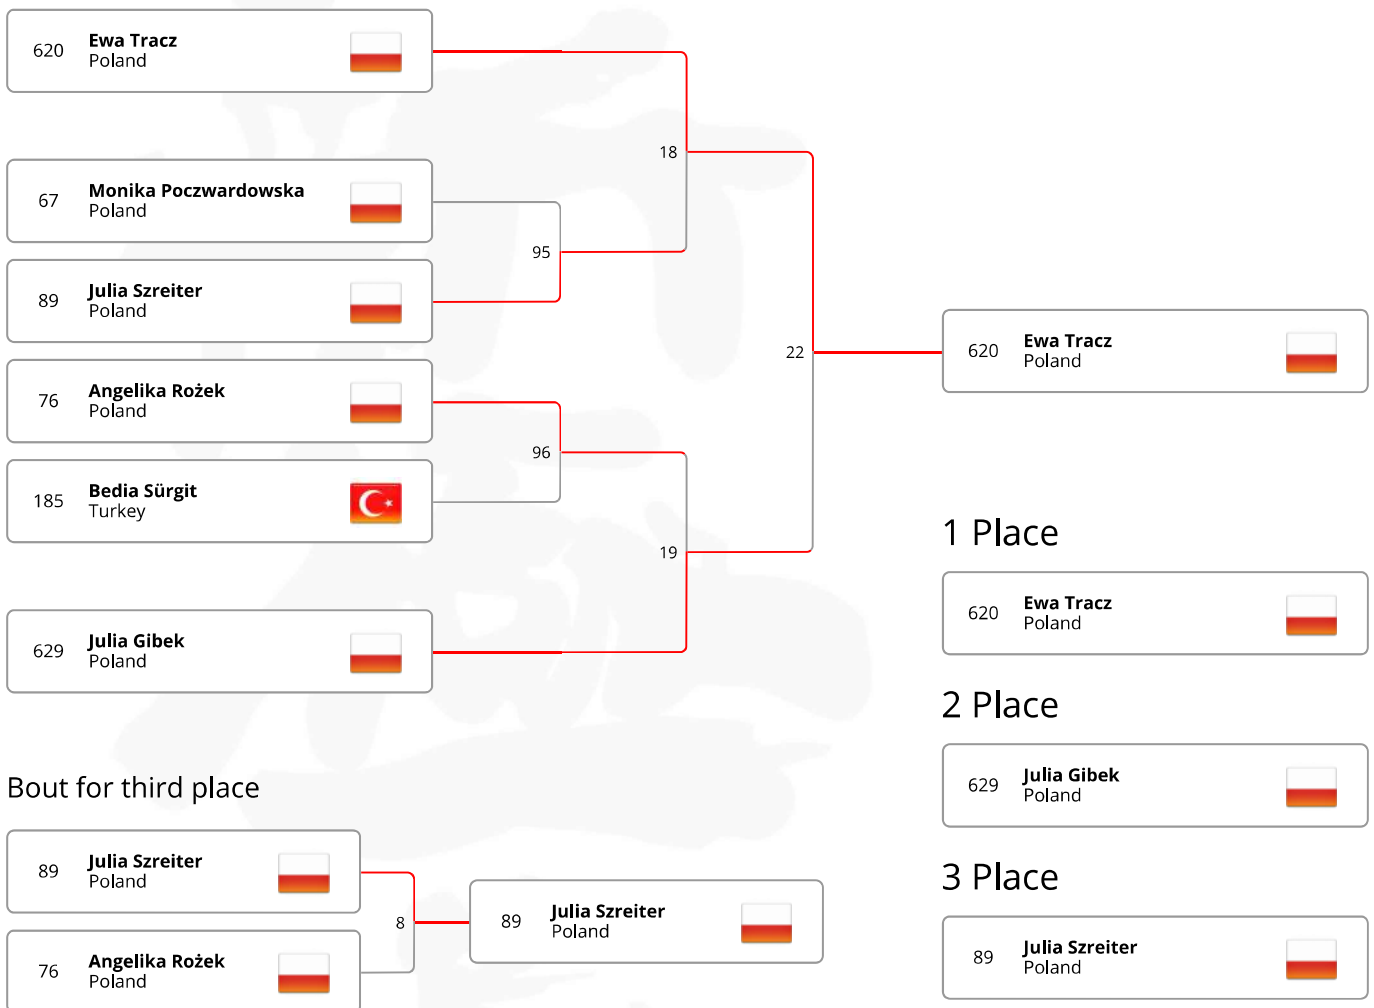 620
Ewa Tracz
Poland
18
67
Monika Poczwardowska
Poland
95
89
Julia Szreiter
Poland
76
Angelika Rożek
Poland
96
185
Bedia Sürgit
Turkey
19
629
Julia Gibek
Poland
22
620
Ewa Tracz
Poland
Bout for third place
89
Julia Szreiter
Poland
8
76
Angelika Rożek
Poland
89
Julia Szreiter
Poland
1 Place
620
Ewa Tracz
Poland
2 Place
629
Julia Gibek
Poland
3 Place
89
Julia Szreiter
Poland